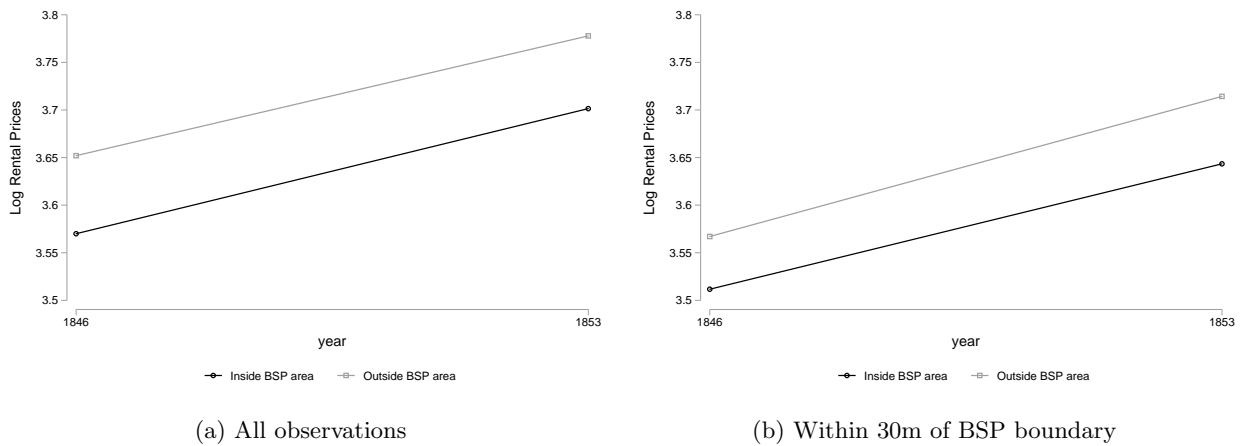 3.8
3.75
3.7
3.65
3.6
3.55
3.5
Log Rental Prices
1846
1853
year
Inside BSP area
Outside BSP area
(a) All observations
3.8
3.75
3.7
3.65
3.6
3.55
3.5
Log Rental Prices
1846
1853
year
Inside BSP area
Outside BSP area
(b) Within 30m of BSP boundary